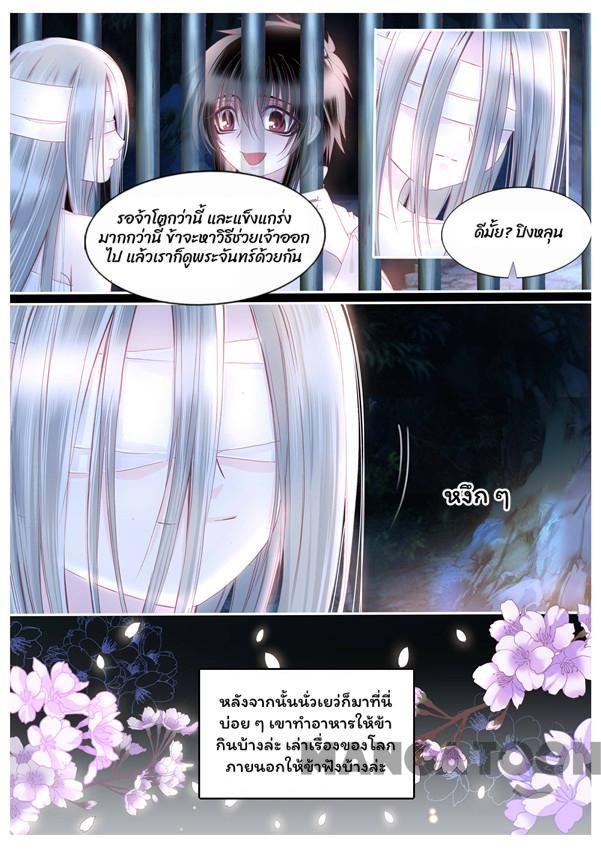 รอจ้าโตกว่านี้ และแข็งแกร่ง
มากกว่านี้ ข้าจะหาวิธีช่วยเจ้าออก
ไป แล้วเราก็ดูพระจันทร์ด้วยกัน
ดีมั้ย? ปิงหลุน
หงึก ๆ
หลังจากนั้นนั่วเยว่ก็มาที่นี่
บ่อย ๆ เขาทำอาหารให้ข้า
กินบ้างล่ะ เล่าเรื่องของโลก
ภายนอกให้ข้าฟังบ้างล่ะ
MANGATOON